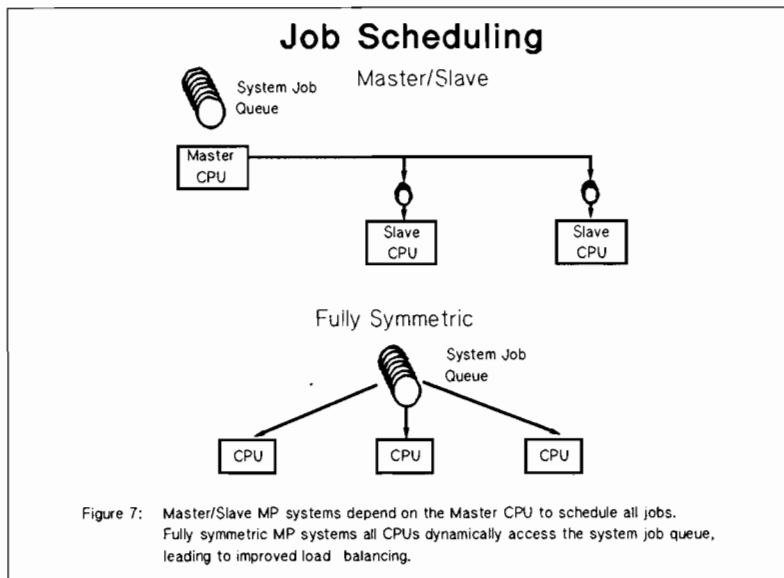 Job Scheduling
Master/Slave
System Job
Queue
Master
CPU
Slave
CPU
Slave
CPU
Fully Symmetric
System Job
Queue
CPU
CPU
CPU
Figure 7: Master/Slave MP systems depend on the Master CPU to schedule all jobs.
Fully symmetric MP systems all CPUs dynamically access the system job queue,
leading to improved load balancing.